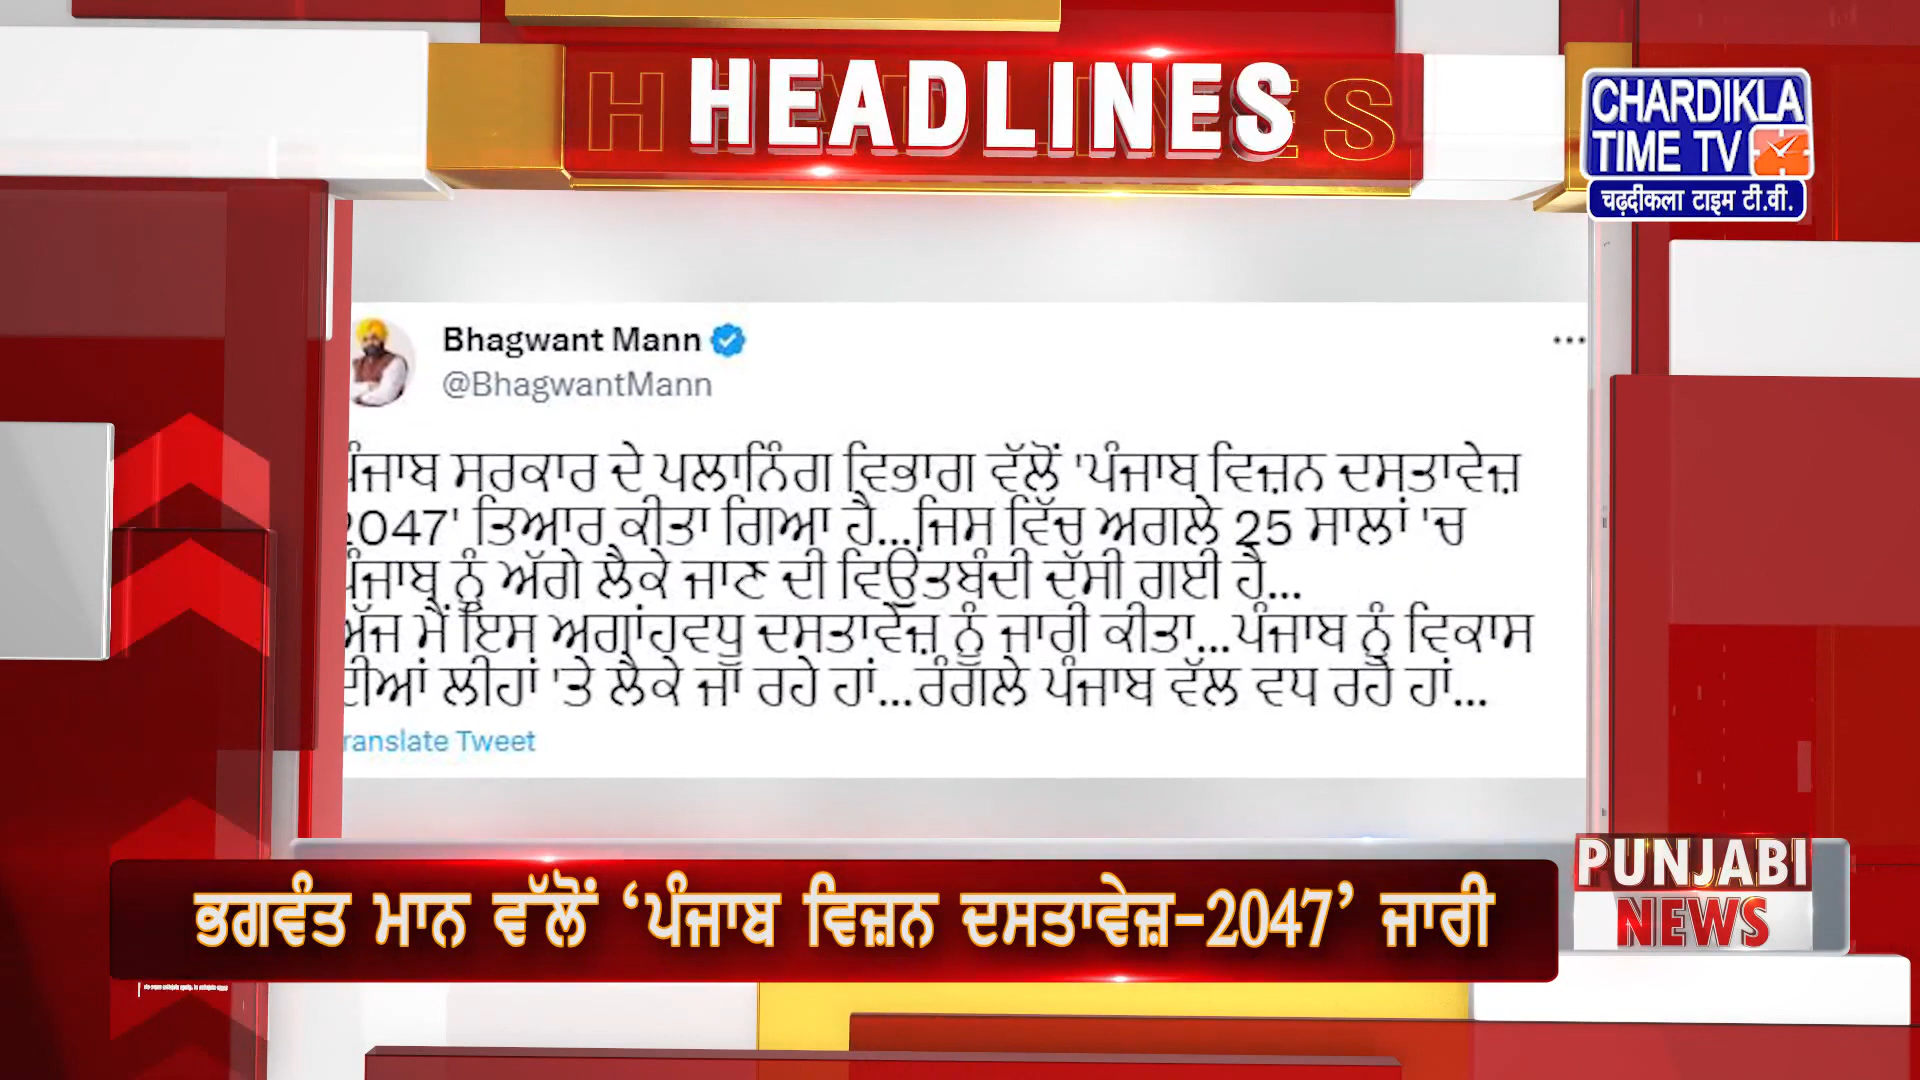 HEADLINES
CHARDIKLA
TIME TV
चढ़दीकला टाइम टी.वी.
Bhagwant Mann
@BhagwantMann
ਪੰਜਾਬ ਸਰਕਾਰ ਦੇ ਪਲਾਨਿੰਗ ਵਿਭਾਗ ਵੱਲੋਂ 'ਪੰਜਾਬ ਵਿਜ਼ਨ ਦਸਤਾਵੇਜ਼
2047' ਤਿਆਰ ਕੀਤਾ ਗਿਆ ਹੈ...ਜਿਸ ਵਿੱਚ ਅਗਲੇ 25 ਸਾਲਾਂ 'ਚ
ਪੰਜਾਬ ਨੂੰ ਅੱਗੇ ਲੈਕੇ ਜਾਣ ਦੀ ਵਿਉਂਤਬੰਦੀ ਦੱਸੀ ਗਈ ਹੈ...
ਅੱਜ ਮੈਂ ਇਸ ਅਗਾਂਹਵਧੂ ਦਸਤਾਵੇਜ਼ ਨੂੰ ਜਾਰੀ ਕੀਤਾ...ਪੰਜਾਬ ਨੂੰ ਵਿਕਾਸ
ਦੀਆਂ ਲੀਹਾਂ 'ਤੇ ਲੈਕੇ ਜਾ ਰਹੇ ਹਾਂ...ਰੰਗਲੇ ਪੰਜਾਬ ਵੱਲ ਵਧ ਰਹੇ ਹਾਂ...
ranslate Tweet
ਭਗਵੰਤ ਮਾਨ ਵੱਲੋਂ ‘ਪੰਜਾਬ ਵਿਜ਼ਨ ਦਸਤਾਵੇਜ਼-2047’ ਜਾਰੀ
PUNJABI
NEWS